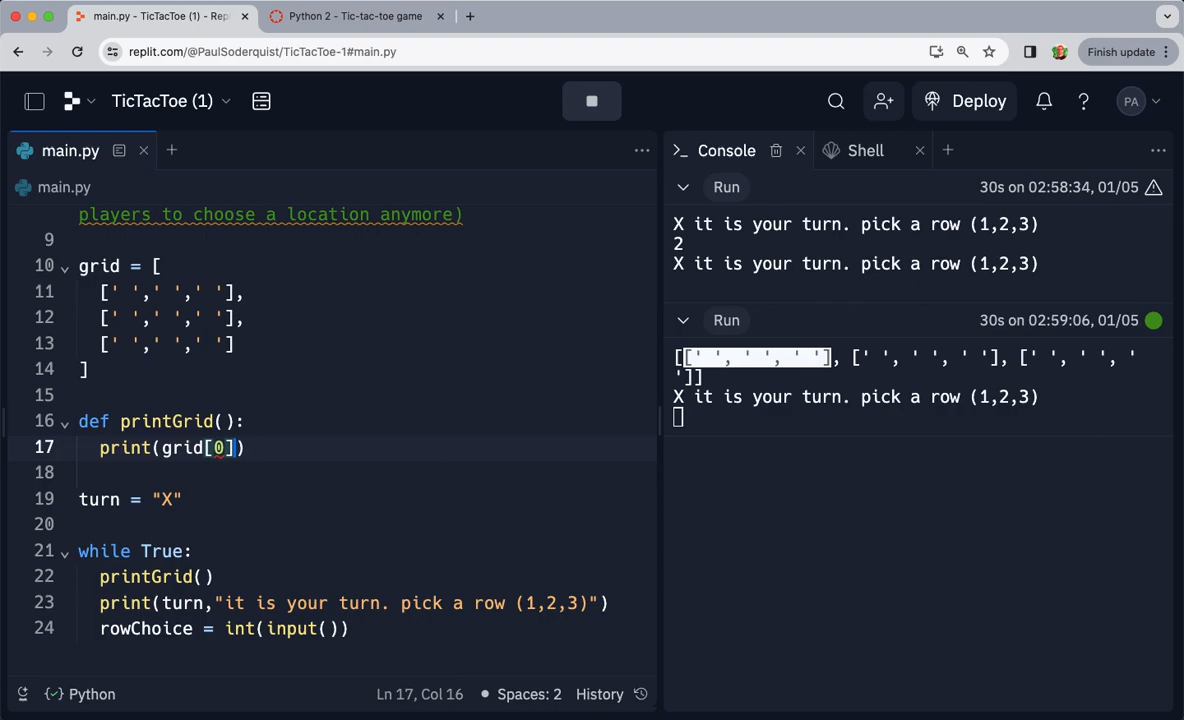 main.py - TicTacToe (1) - Repl
Python 2 - Tic-tac-toe game
replit.com/@PaulSoderquist/TicTacToe-1#main.py
Finish update
TicTacToe (1)
Deploy
PA
main.py
Console
Shell
main.py
players to choose a location anymore)
9
10 grid = [
11 [' ',' ',' '],
12 [' ',' ',' '],
13 [' ',' ',' ']
14 ]
15
16 def printGrid():
17 print(grid[0])
18
19 turn = "X"
20
21 while True:
22 printGrid()
23 print(turn,"it is your turn. pick a row (1,2,3)")
24 rowChoice = int(input())
Python
Ln 17, Col 16
Spaces: 2
History
Run
30s on 02:58:34, 01/05
X it is your turn. pick a row (1,2,3)
2
X it is your turn. pick a row (1,2,3)
Run
30s on 02:59:06, 01/05
[[' ', ' ', ' '], [' ', ' ', ' '], [' ', ' ', '
']]
X it is your turn. pick a row (1,2,3)